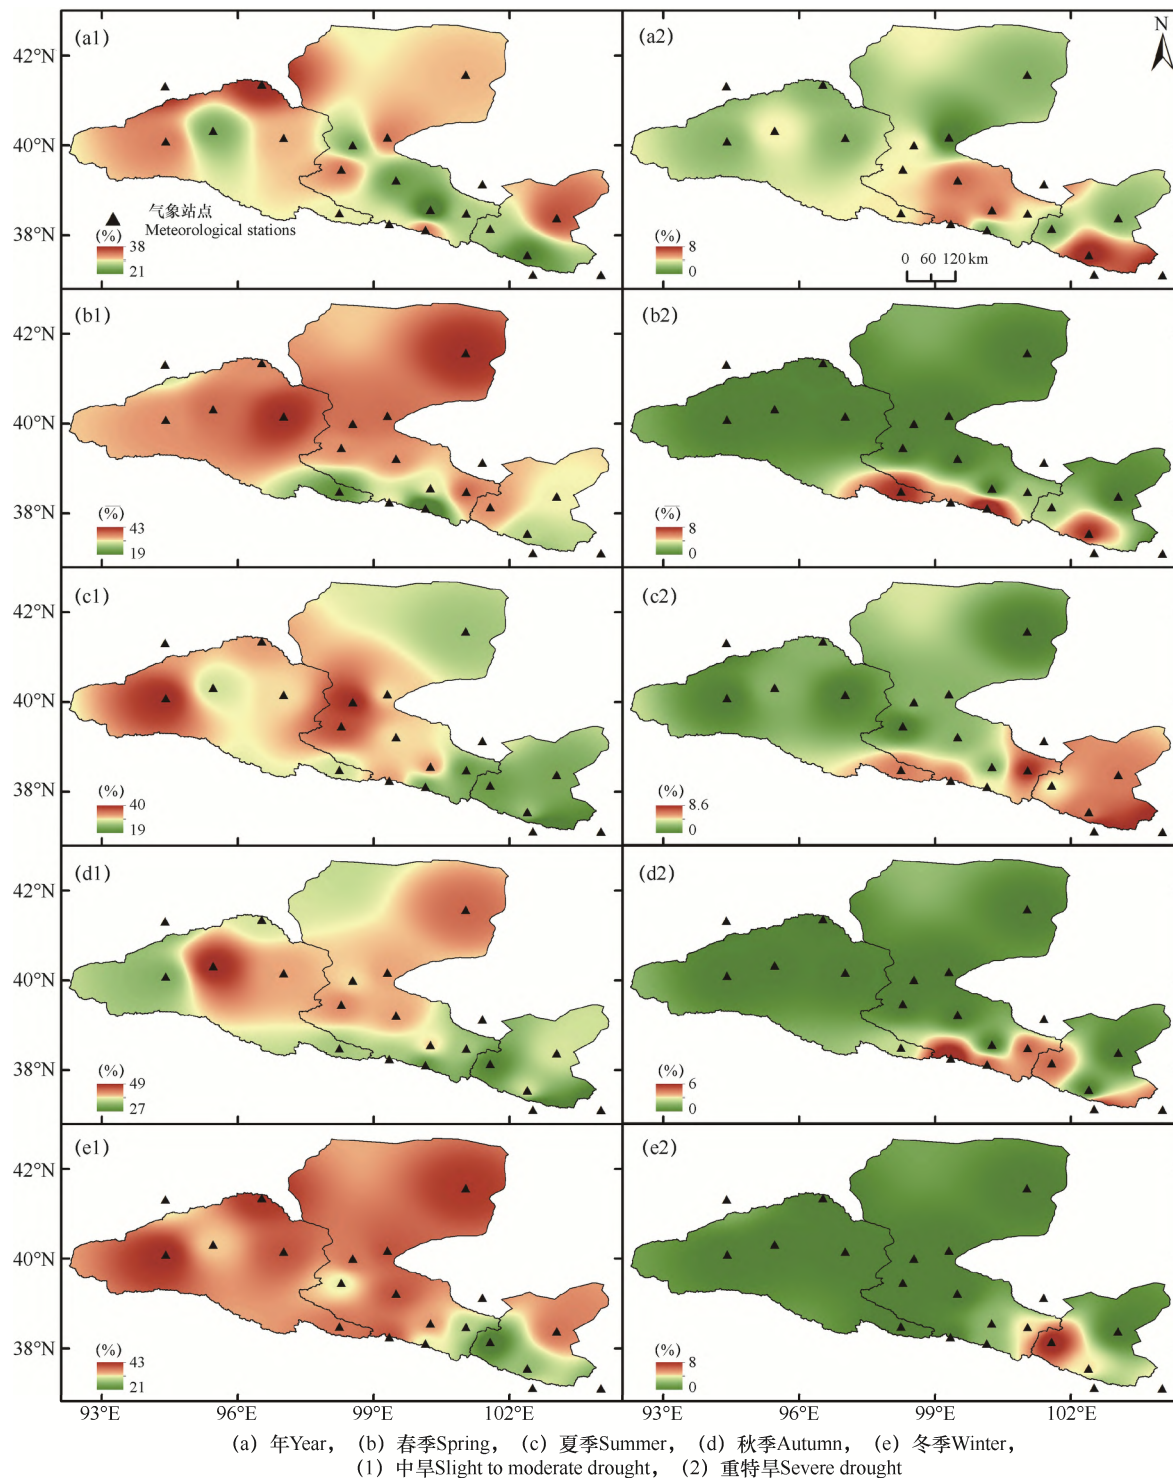 (a1)
(a2)
N
42°N
40°N
38°N
气象站点
Meteorological stations
(%)
38
21
(%)
8
0
0 60 120 km
(b1)
(b2)
42°N
40°N
38°N
(%)
43
19
(%)
8
0
(c1)
(c2)
42°N
40°N
38°N
(%)
40
19
(%)
8.6
0
(d1)
(d2)
42°N
40°N
38°N
(%)
49
27
(%)
6
0
(e1)
(e2)
42°N
40°N
38°N
(%)
43
21
(%)
8
0
93°E 96°E 99°E 102°E 93°E 96°E 99°E 102°E
(a) 年Year, (b) 春季Spring, (c) 夏季Summer, (d) 秋季Autumn, (e) 冬季Winter,
(1) 中旱Slight to moderate drought, (2) 重特旱Severe drought